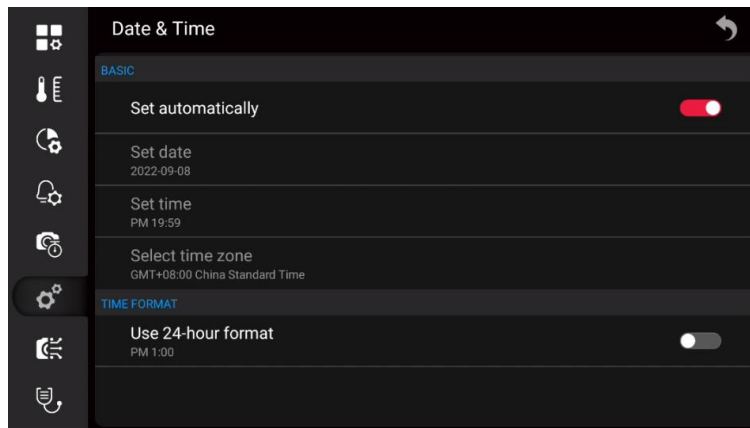 Date & Time
BASIC
Set automatically
Set date
2022-09-08
Set time
PM 19:59
Select time zone
GMT+08:00 China Standard Time
TIME FORMAT
Use 24-hour format
PM 1:00